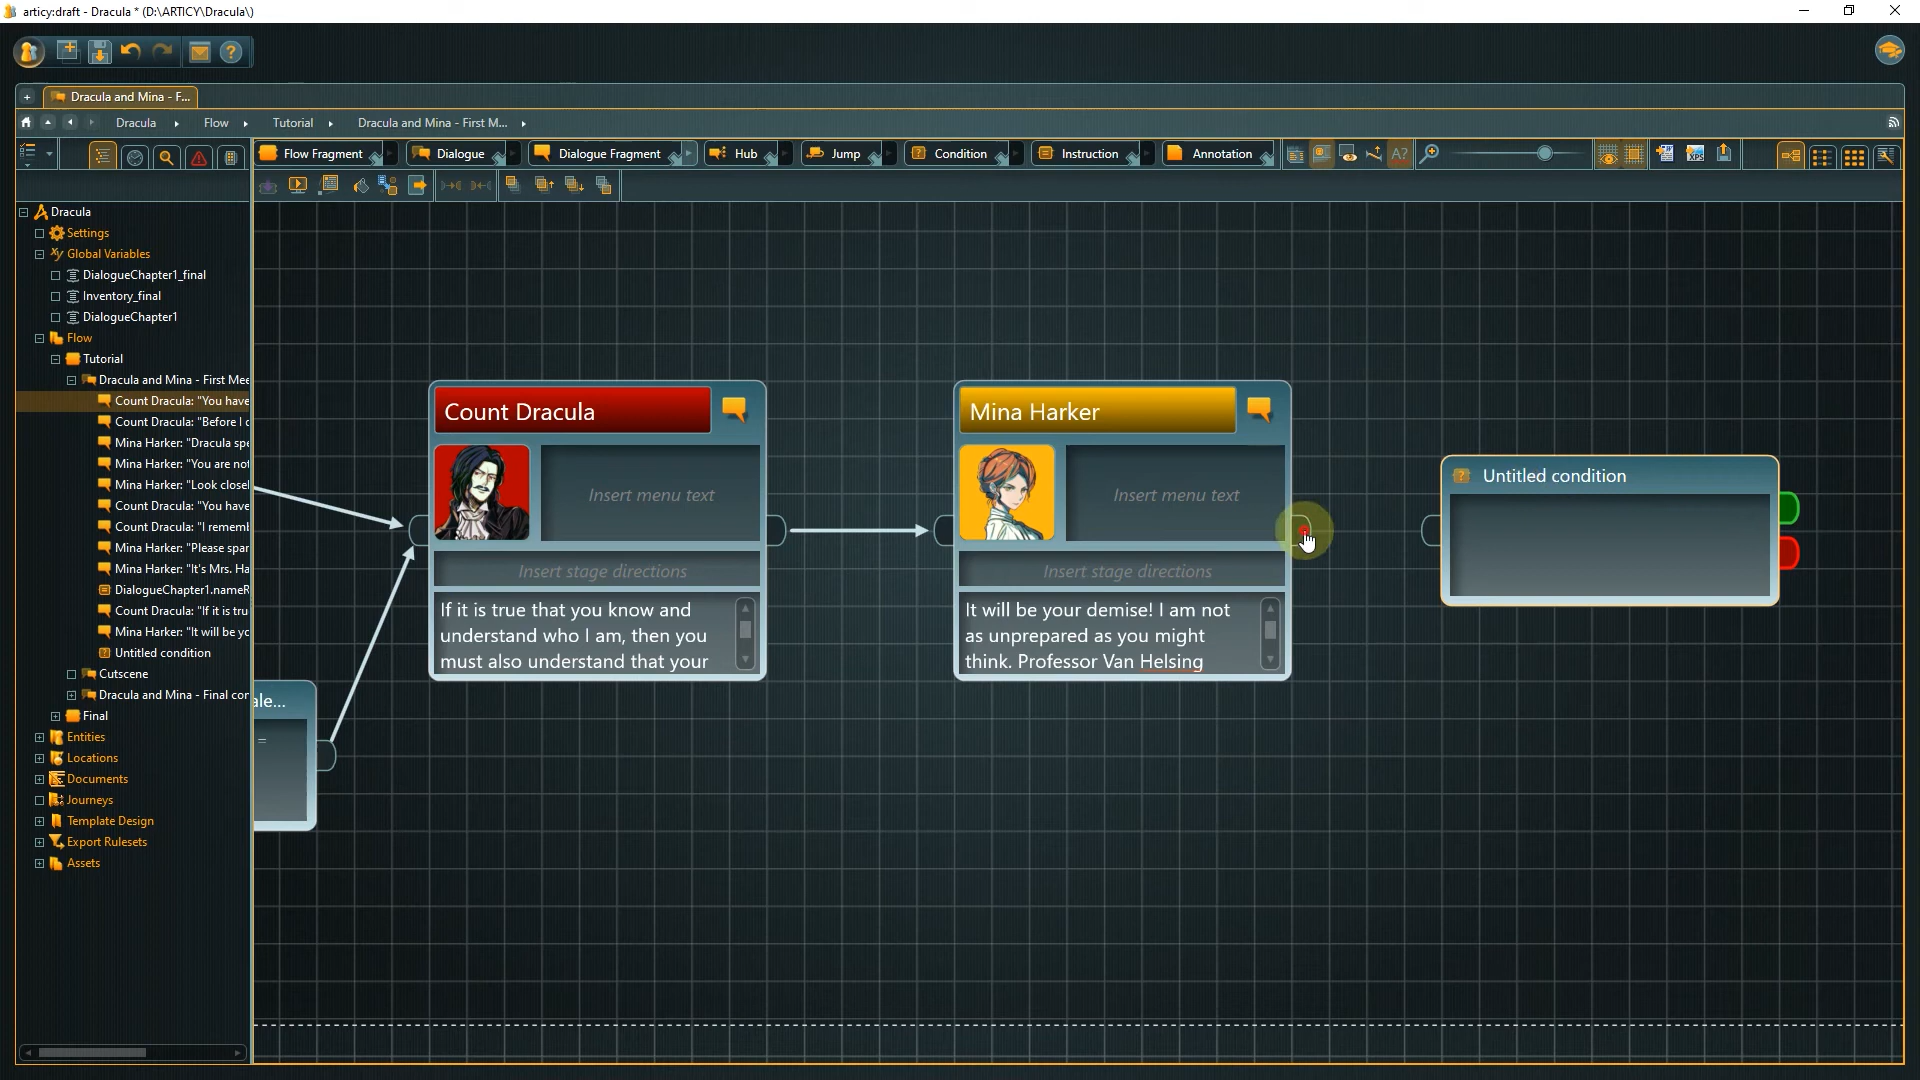 articy:draft - Dracula * (D:\ARTICY\Dracula\)
Dracula and Mina - F...
Dracula
Flow
Tutorial
Dracula and Mina - First M...
Flow Fragment
Dialogue
Dialogue Fragment
Hub
Jump
Condition
Instruction
Annotation
Dracula
Settings
Global Variables
DialogueChapter1_final
Inventory_final
DialogueChapter1
Flow
Tutorial
Dracula and Mina - First Mee
Count Dracula: "You have
Count Dracula: "Before I c
Mina Harker: "Dracula spe
Mina Harker: "You are not
Mina Harker: "Look closel
Count Dracula: "You have
Count Dracula: "I rememb
Mina Harker: "Please spar
Mina Harker: "It's Mrs. Ha
DialogueChapter1.nameR
Count Dracula: "If it is tru
Mina Harker: "It will be yo
Untitled condition
Cutscene
Dracula and Mina - Final con
Final
Entities
Locations
Documents
Journeys
Template Design
Export Rulesets
Assets
ale...
=
Count Dracula
Insert menu text
Insert stage directions
If it is true that you know and
understand who I am, then you
must also understand that your
Mina Harker
Insert menu text
Insert stage directions
It will be your demise! I am not
as unprepared as you might
think. Professor Van Helsing
Untitled condition